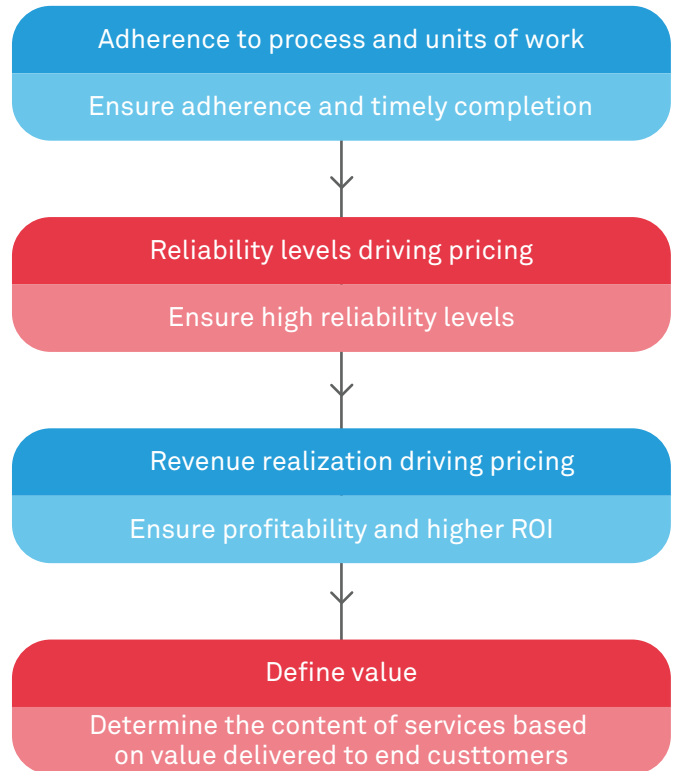 Adherence to process and units of work
Ensure adherence and timely completion
Reliability levels driving pricing
Ensure high reliability levels
Revenue realization driving pricing
Ensure profitability and higher ROI
Define value
Determine the content of services based
on value delivered to end custtomers